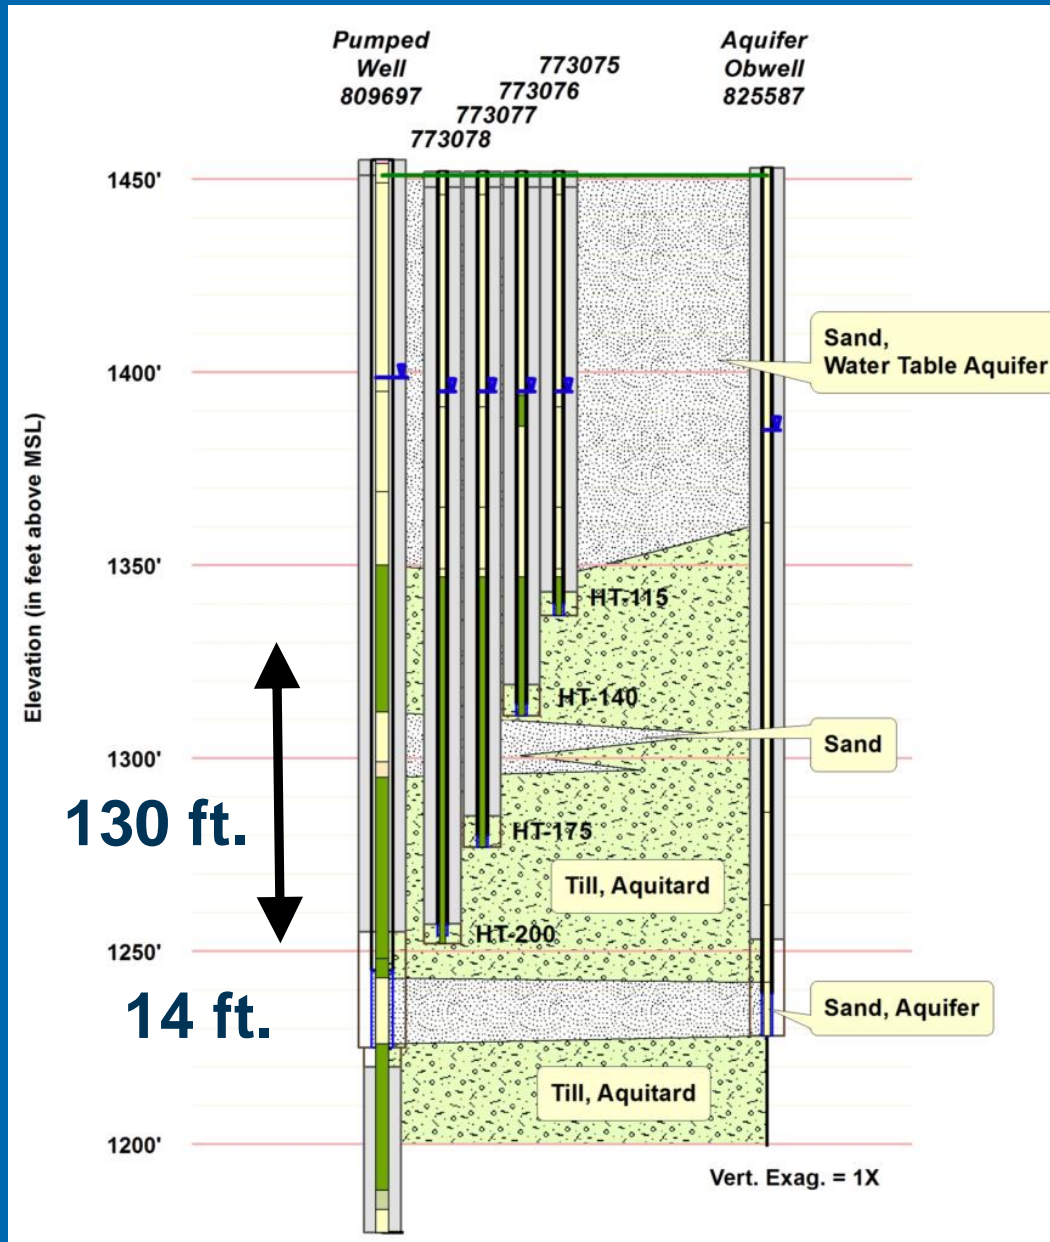 Pumped
Well
809697
773078
773077
773076
773075
Aquifer
Obwell
825587
Elevation (in feet above MSL)
1450'
1400'
1350'
1300'
1250'
1200'
Sand,
Water Table Aquifer
HT-115
HT-140
Sand
130 ft.
HT-175
Till, Aquitard
HT-200
14 ft.
Sand, Aquifer
Till, Aquitard
Vert. Exag. = 1X